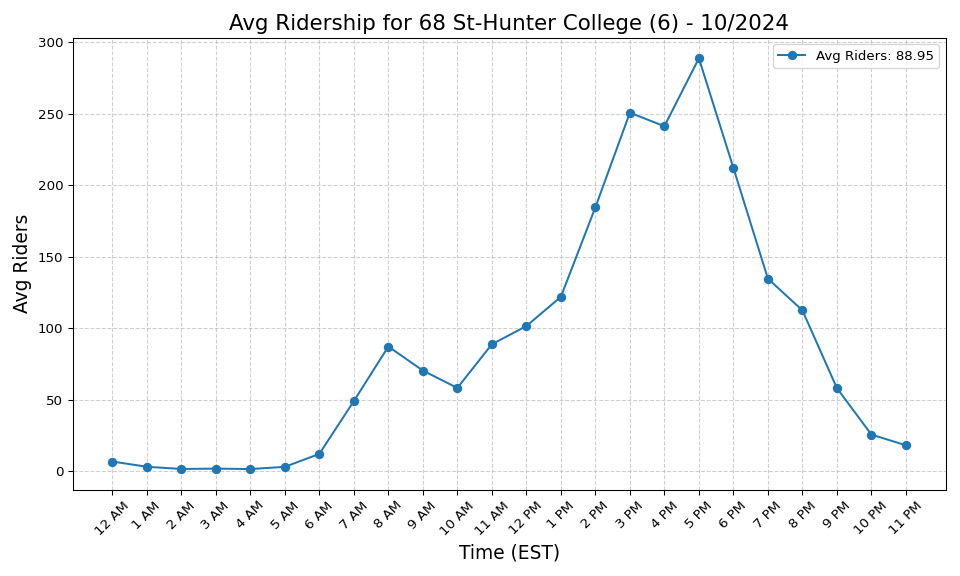 Avg Ridership for 68 St-Hunter College (6) - 10/2024
Avg Riders: 88.95
300
250
200
150
100
50
0
Avg Riders
12 AM
1 AM
2 AM
3 AM
4 AM
5 AM
6 AM
7 AM
8 AM
9 AM
10 AM
11 AM
12 PM
1 PM
2 PM
3 PM
4 PM
5 PM
6 PM
7 PM
8 PM
9 PM
10 PM
11 PM
Time (EST)